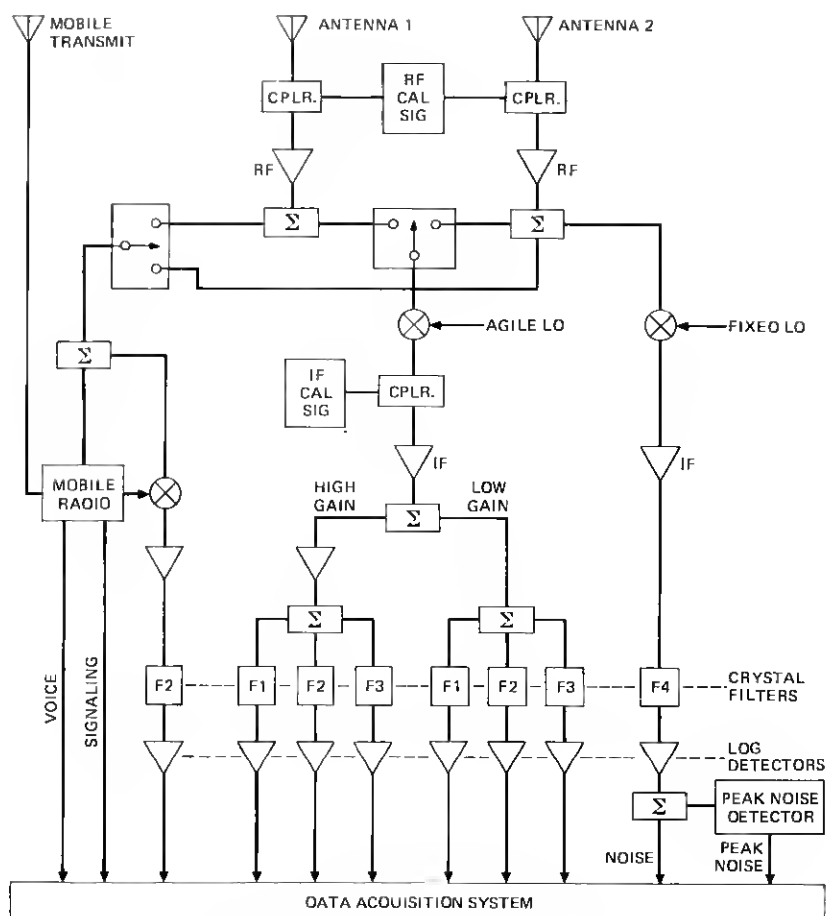 MOBILE
TRANSMIT
ANTENNA 1
ANTENNA 2
CPLR.
RF
CAL
SIG
CPLR.
RF
RF
Σ
Σ
AGILE LO
FIXEO LO
Σ
IF
CAL
SIG
CPLR.
IF
IF
MOBILE
RADIO
HIGH
GAIN
LOW
GAIN
Σ
Σ
Σ
VOICE
SIGNALING
F2
F1
F2
F3
F1
F2
F3
F4
CRYSTAL
FILTERS
LOG
DETECTORS
Σ
PEAK NOISE
OETECTOR
NOISE
PEAK
NOISE
OATA ACOUISITION SYSTEM